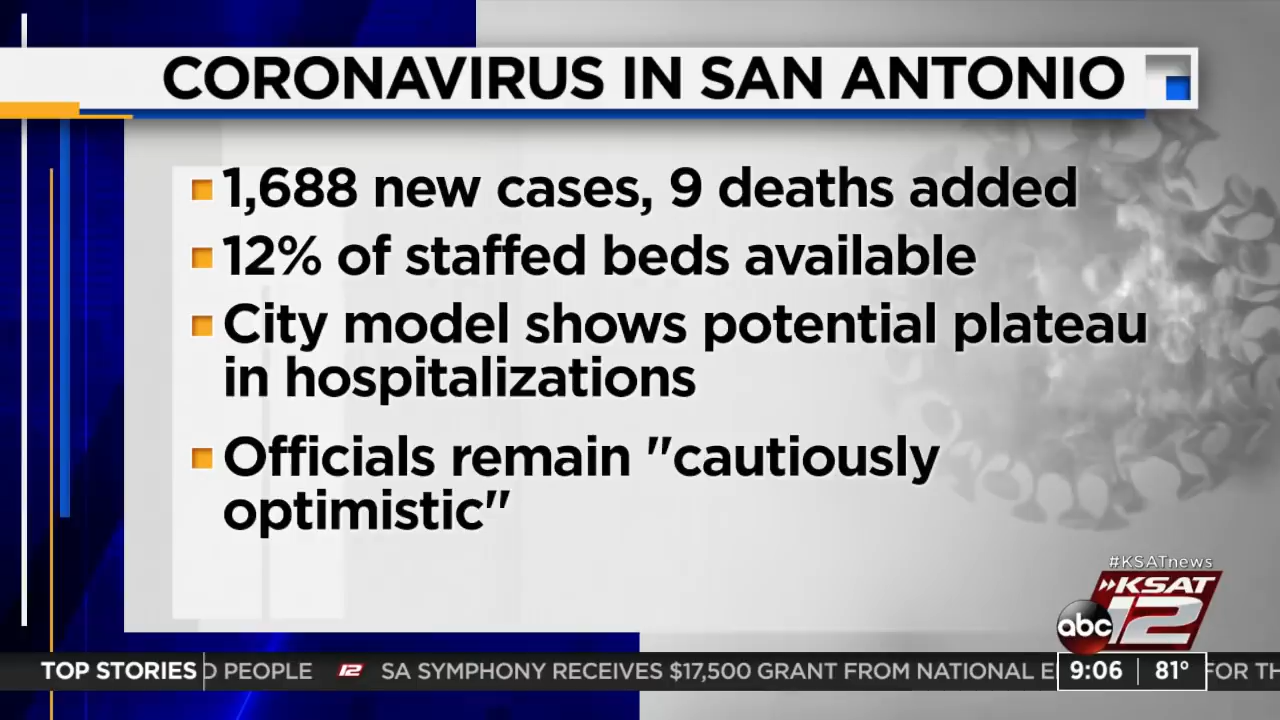 CORONAVIRUS IN SAN ANTONIO
1,688 new cases, 9 deaths added
12% of staffed beds available
City model shows potential plateau
in hospitalizations
Officials remain "cautiously
optimistic"
#KSATnews
KSAT
abc 12
TOP STORIES PEOPLE 12 SA SYMPHONY RECEIVES $17,500 GRANT FROM NATIONAL E 9:06 81° FOR TH